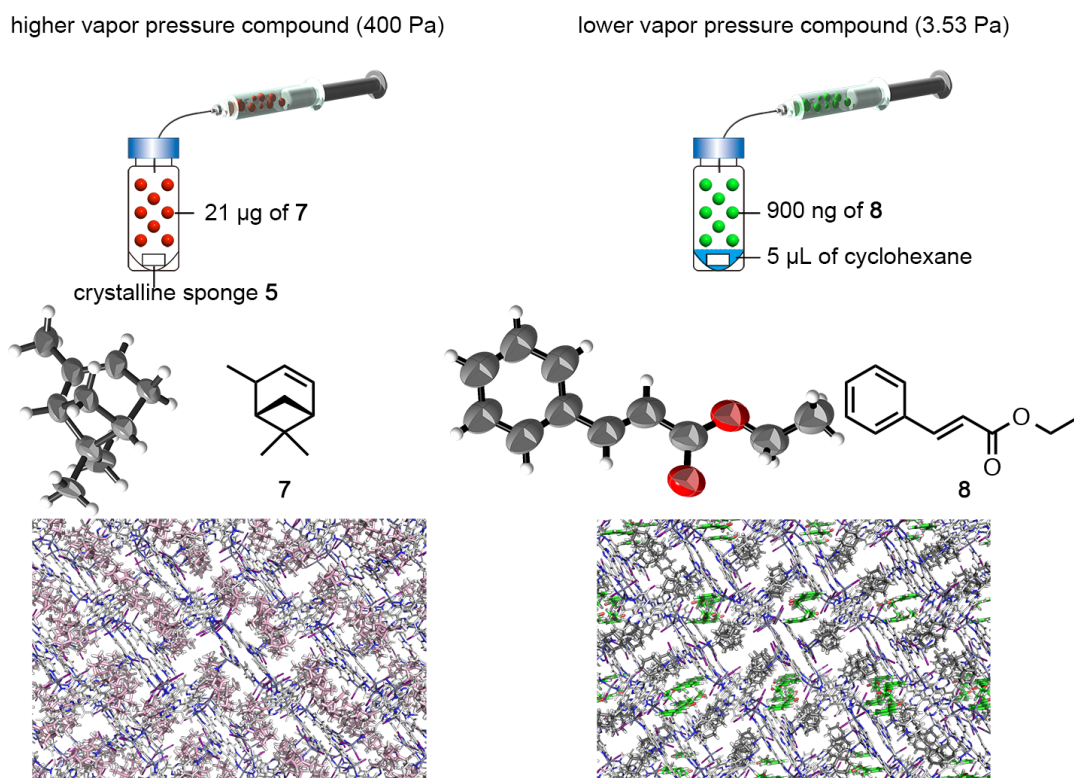 higher vapor pressure compound (400 Pa)
lower vapor pressure compound (3.53 Pa)
21 µg of 7
900 ng of 8
5 µL of cyclohexane
crystalline sponge 5
7
O
O
8